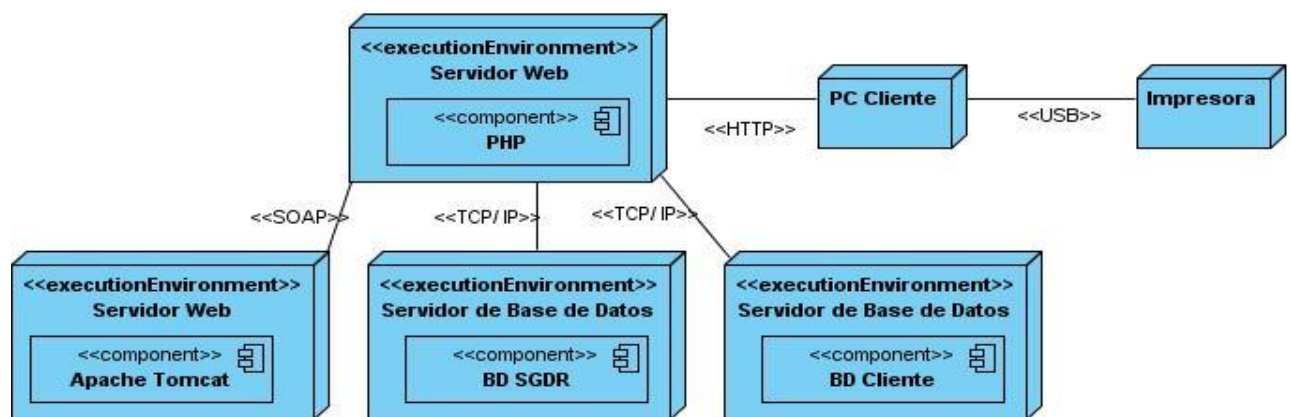 <<executionEnvironment>>
Servidor Web
<<component>>
PHP
<<HTTP>>
PC Cliente
<<USB>>
Impresora
<<SOAP>>
<<TCP/ IP>>
<<TCP/ IP>>
<<executionEnvironment>>
Servidor Web
<<component>>
Apache Tomcat
<<executionEnvironment>>
Servidor de Base de Datos
<<component>>
BD SGDR
<<executionEnvironment>>
Servidor de Base de Datos
<<component>>
BD Cliente